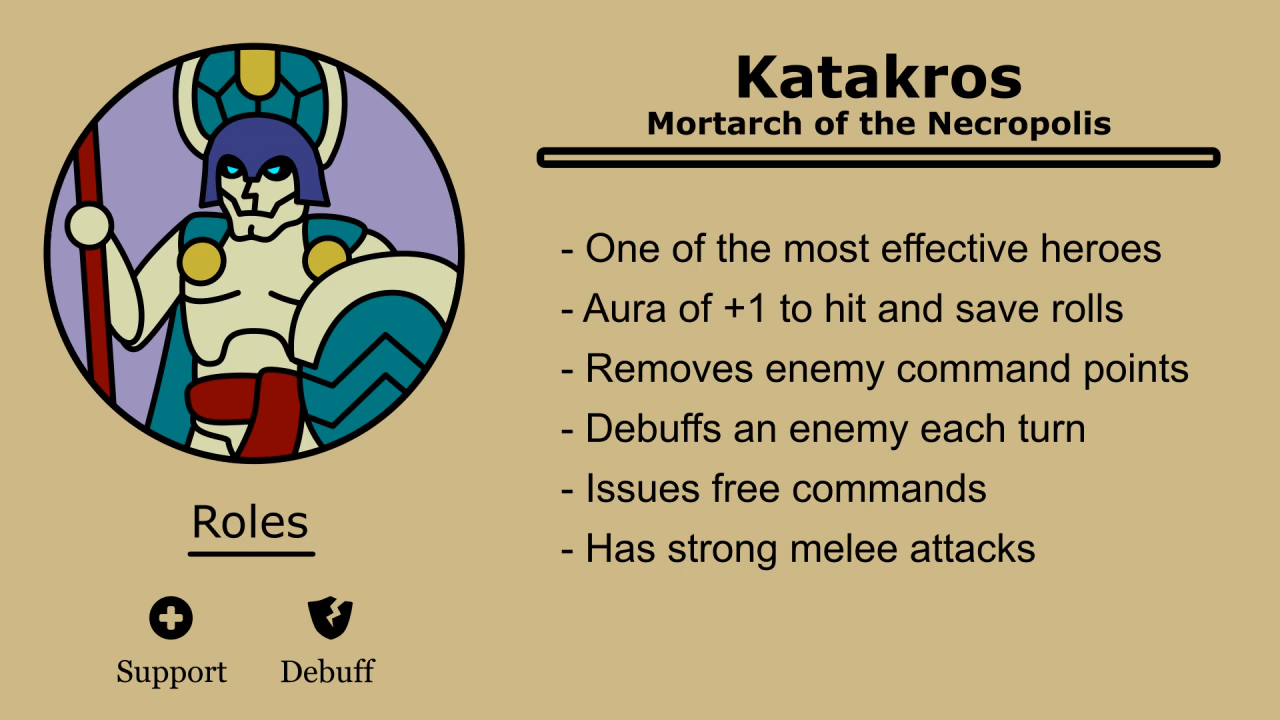 Katakros
Mortarch of the Necropolis
- One of the most effective heroes
- Aura of +1 to hit and save rolls
- Removes enemy command points
- Debuffs an enemy each turn
- Issues free commands
- Has strong melee attacks
Roles
Support
Debuff